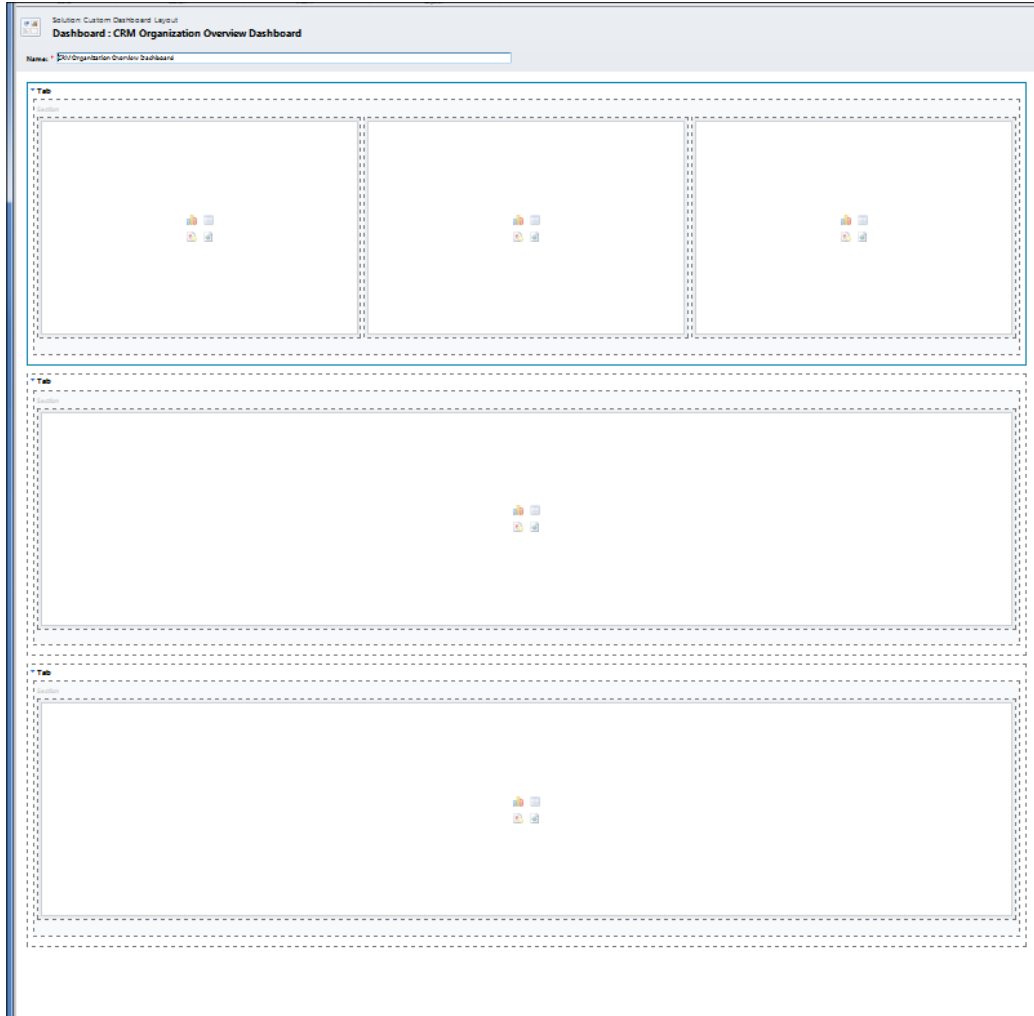 Solution: Custom Dashboard Layout
Dashboard : CRM Organization Overview Dashboard
Name: * CRM Organization Overview Dashboard
Tab
Section
Tab
Section
Tab
Section